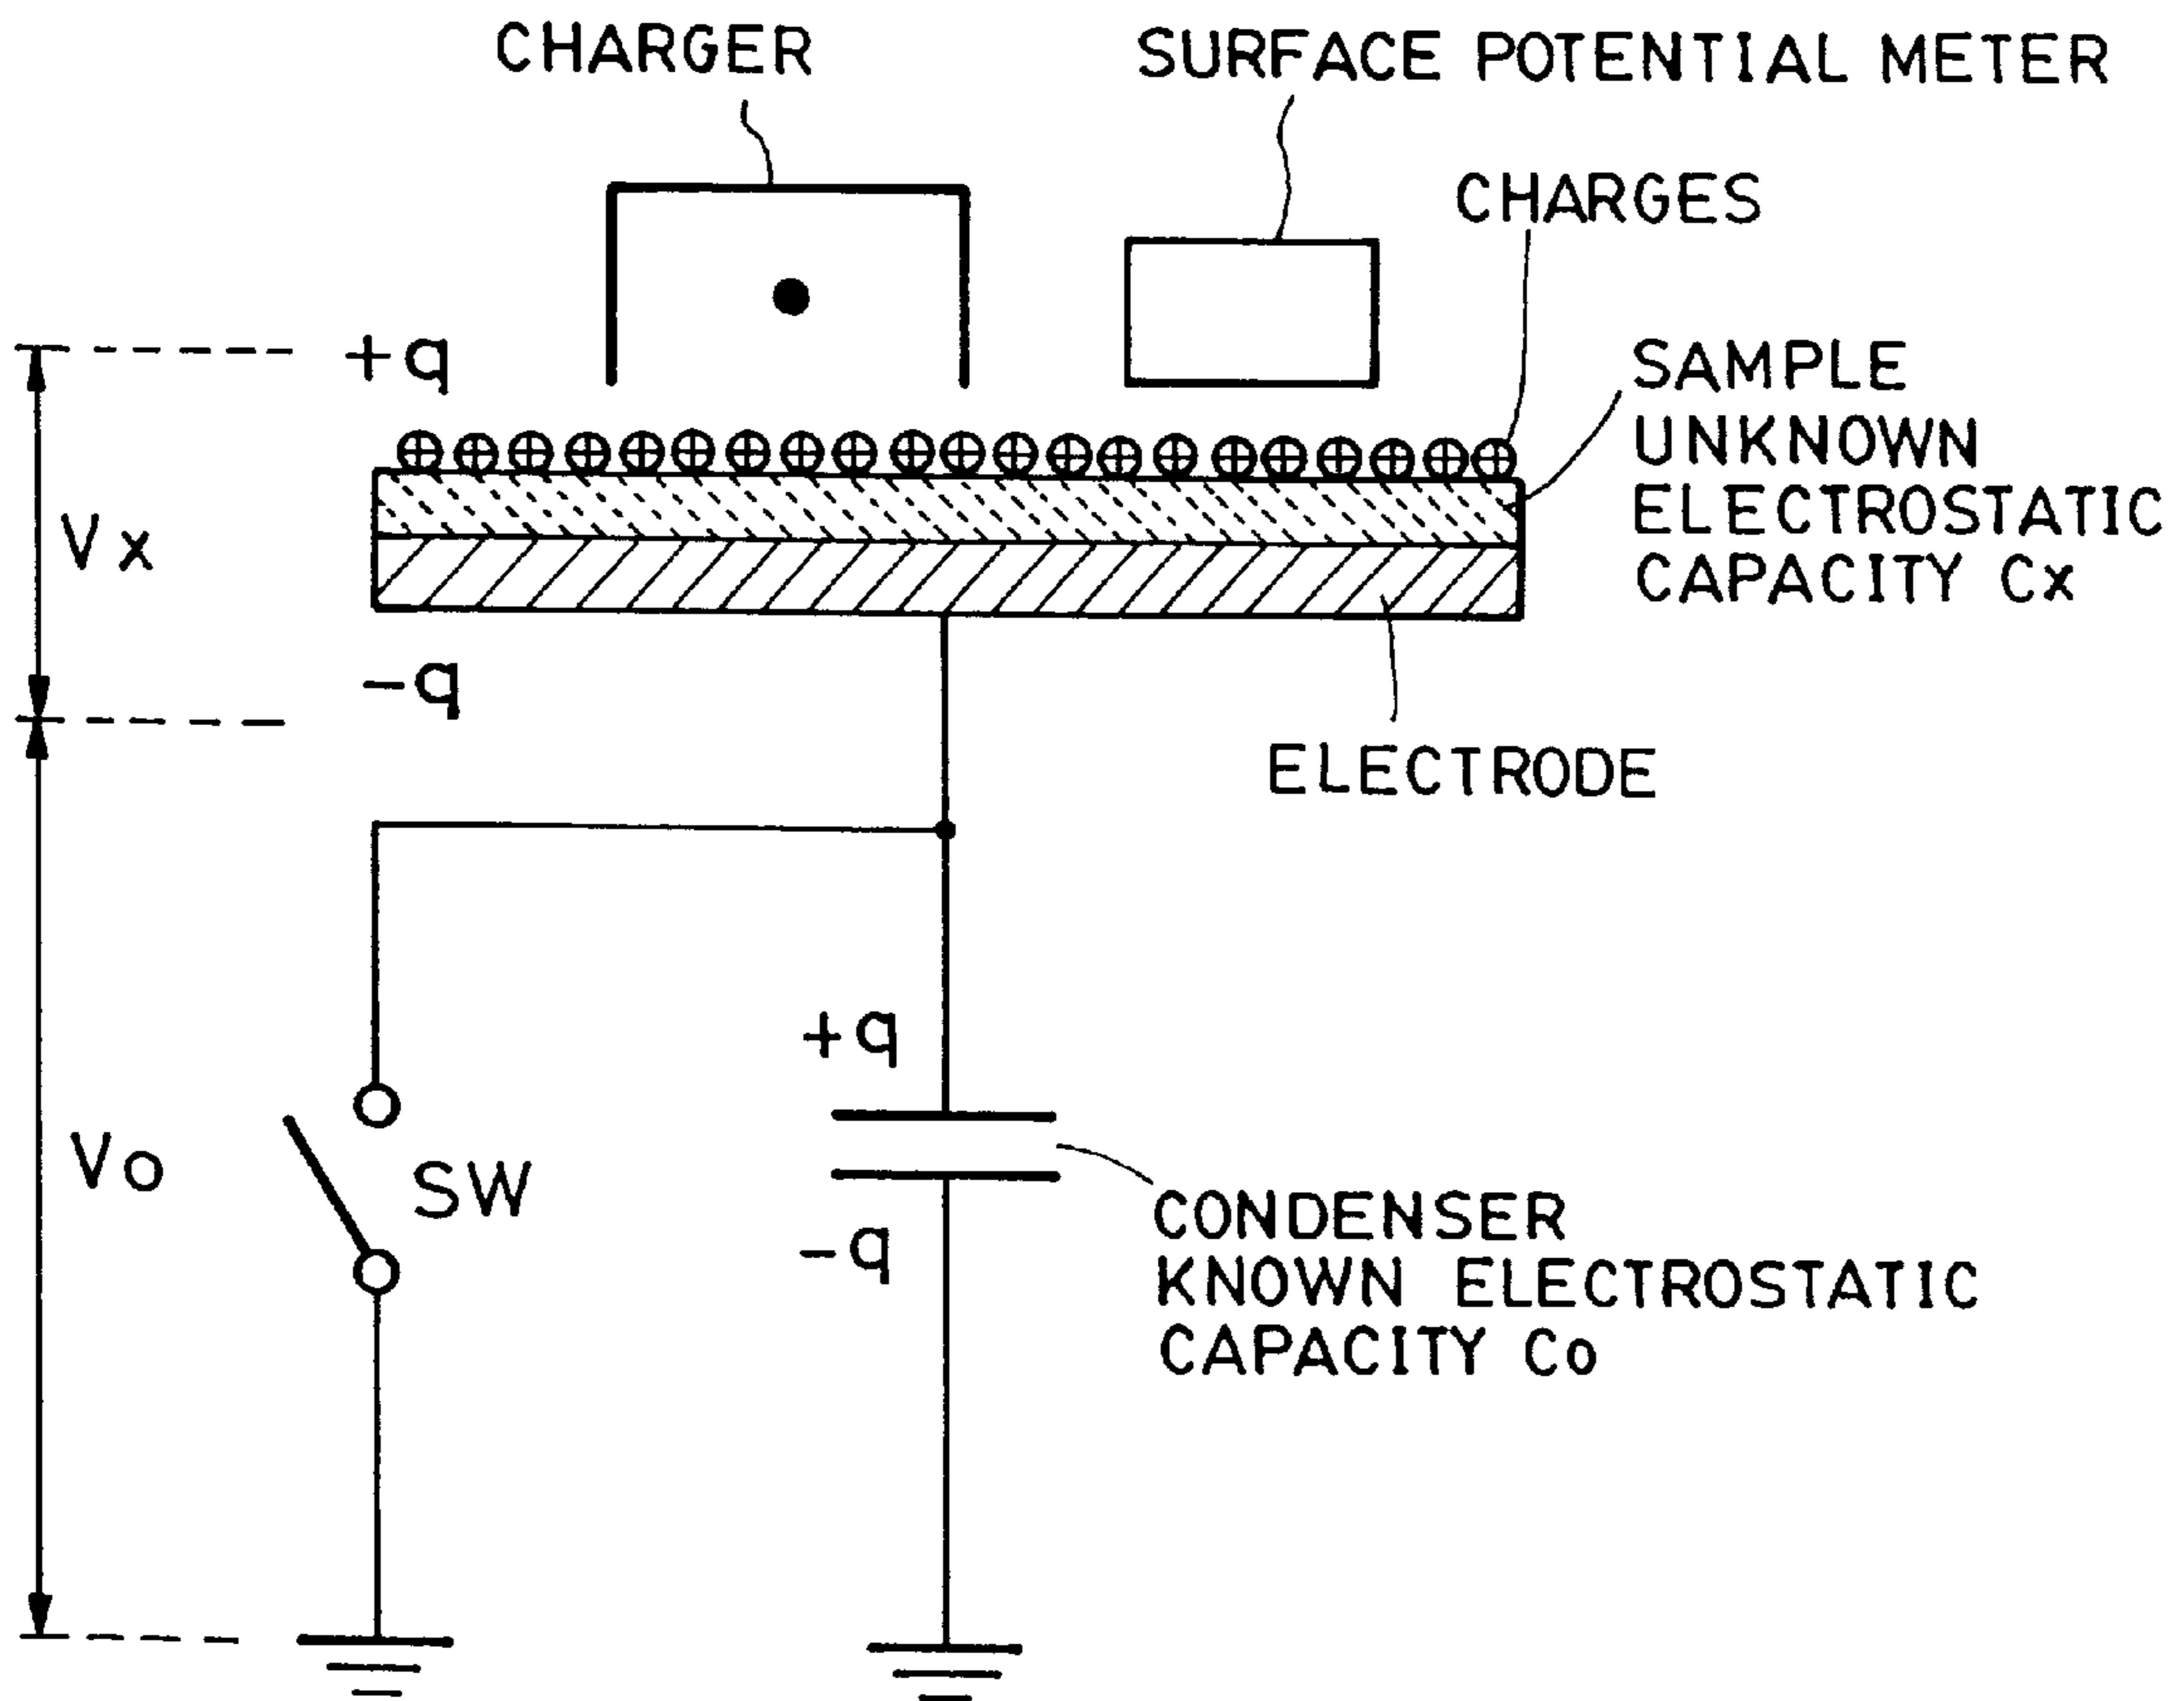 CHARGER
SURFACE POTENTIAL METER
CHARGES
+q
SAMPLE
UNKNOWN
ELECTROSTATIC
CAPACITY Cx
Vx
-q
ELECTRODE
+q
Vo
SW
-q
CONDENSER
KNOWN ELECTROSTATIC
CAPACITY Co